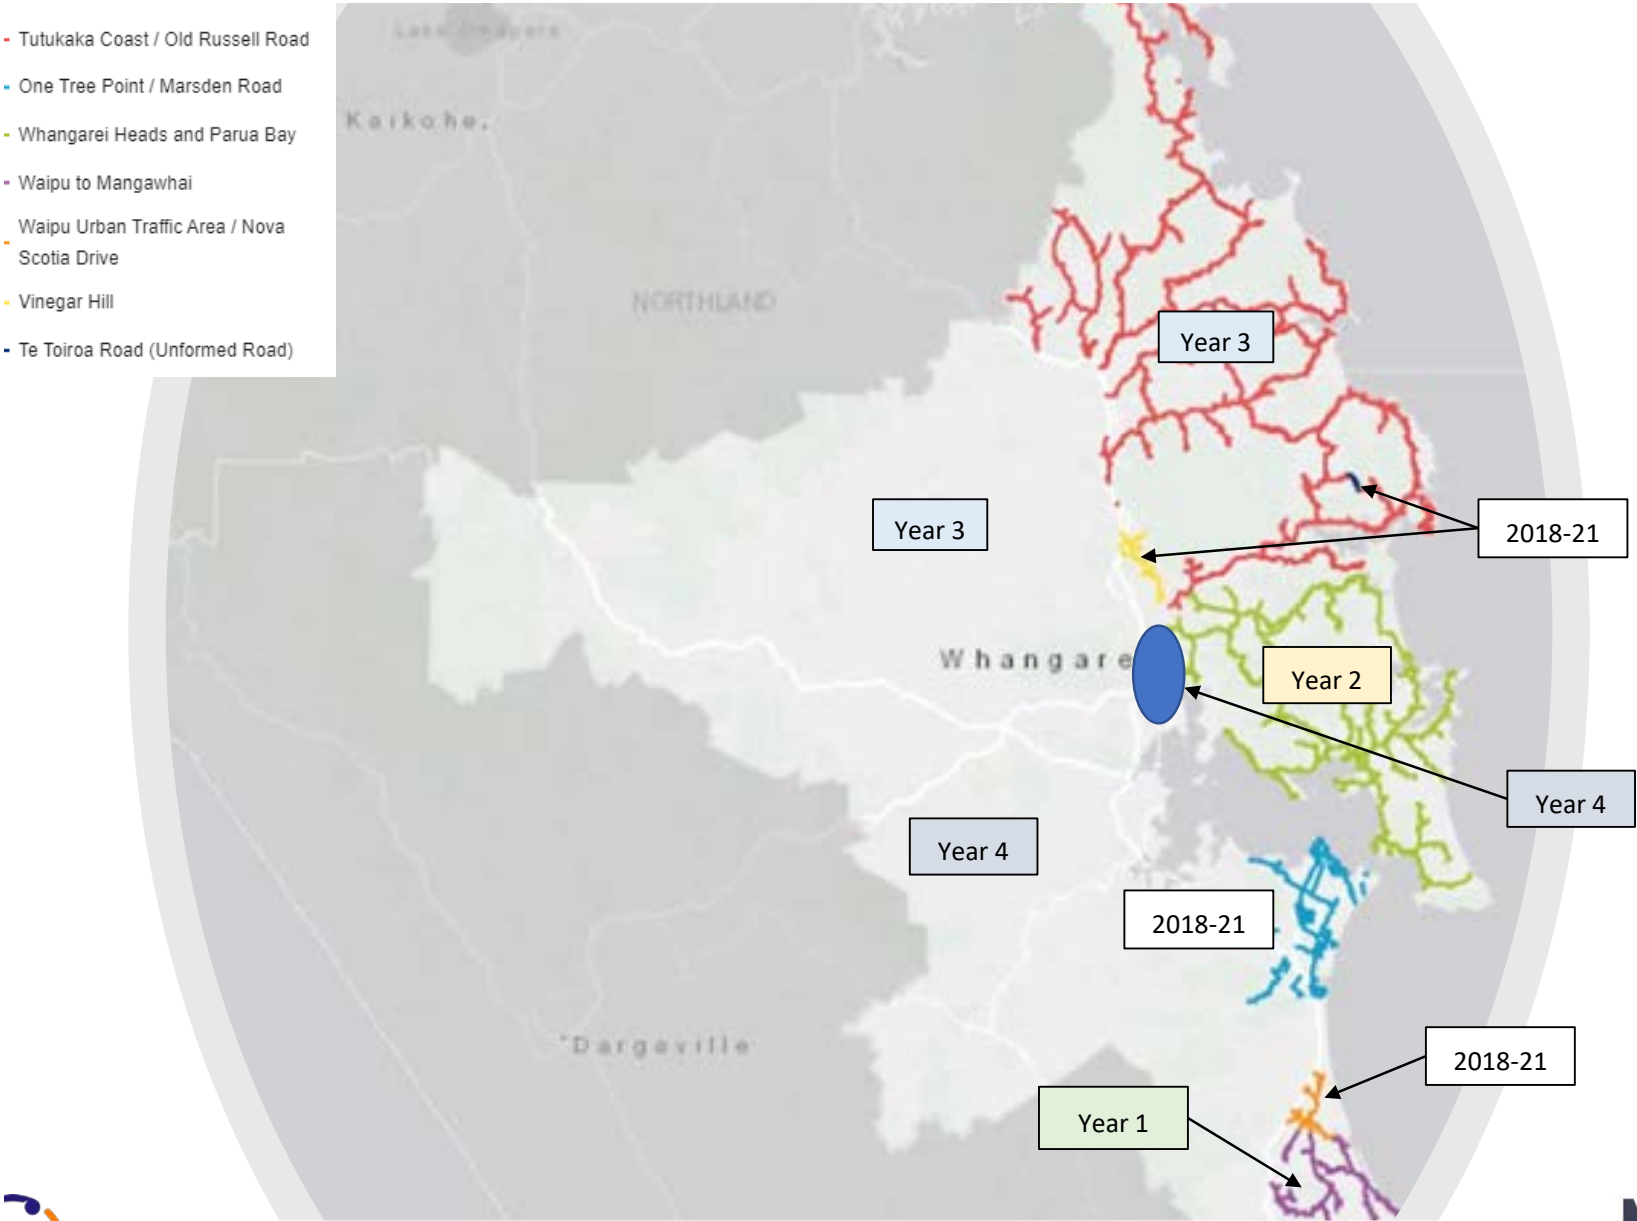 Tutukaka Coast / Old Russell Road
One Tree Point / Marsden Road
Whangarei Heads and Parua Bay
Waipu to Mangawhai
Waipu Urban Traffic Area / Nova
Scotia Drive
Vinegar Hill
Te Toiroa Road (Unformed Road)
Kaikohe
NORTHLAND
Year 3
Year 3
2018-21
Whangare
Year 2
Year 4
Year 4
2018-21
Dargaville
2018-21
Year 1